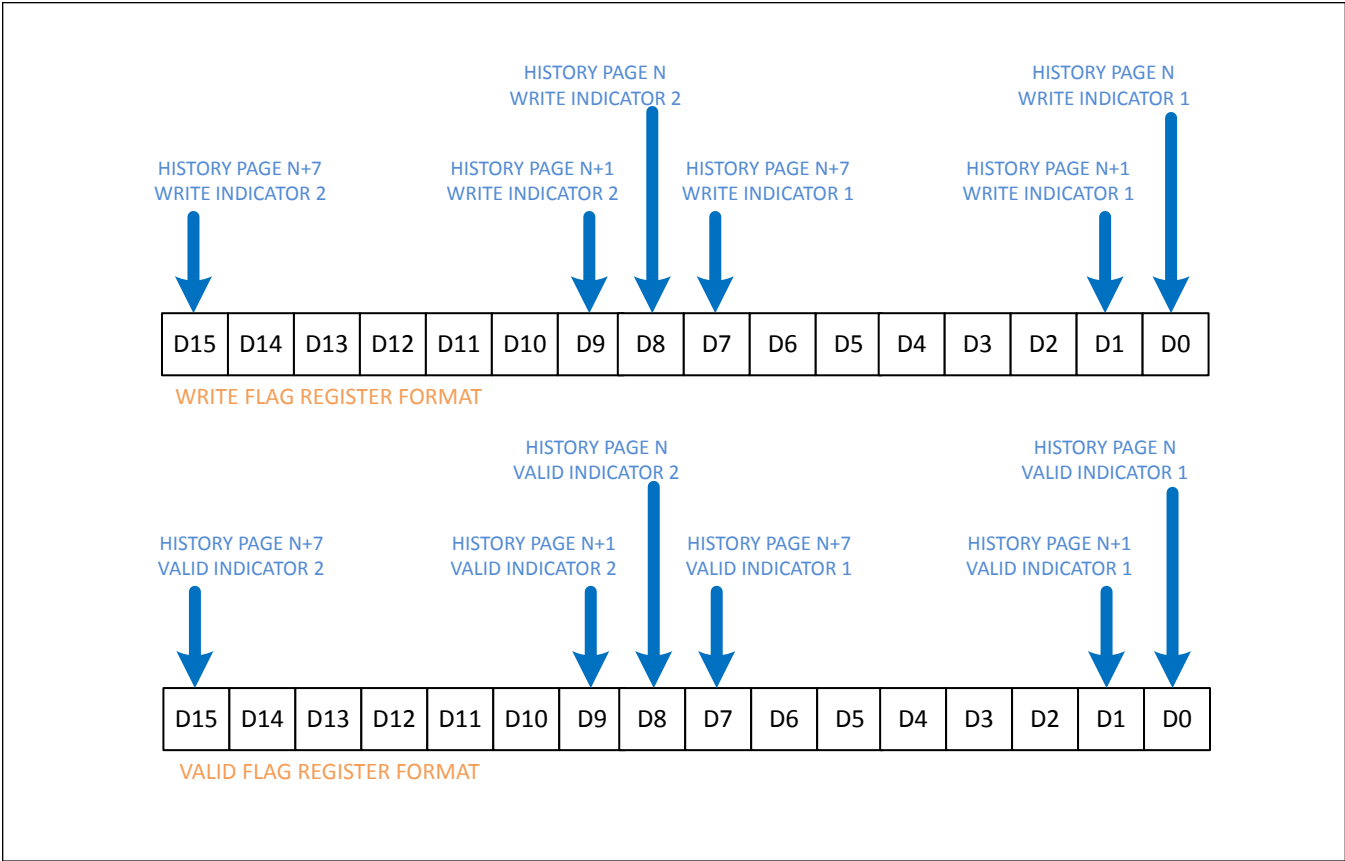 HISTORY PAGE N
WRITE INDICATOR 2
HISTORY PAGE N
WRITE INDICATOR 1
HISTORY PAGE N+7
WRITE INDICATOR 2
HISTORY PAGE N+1
WRITE INDICATOR 2
HISTORY PAGE N+7
WRITE INDICATOR 1
HISTORY PAGE N+1
WRITE INDICATOR 1
D15 D14 D13 D12 D11 D10 D9 D8 D7 D6 D5 D4 D3 D2 D1 D0
WRITE FLAG REGISTER FORMAT
HISTORY PAGE N
VALID INDICATOR 2
HISTORY PAGE N
VALID INDICATOR 1
HISTORY PAGE N+7
VALID INDICATOR 2
HISTORY PAGE N+1
VALID INDICATOR 2
HISTORY PAGE N+7
VALID INDICATOR 1
HISTORY PAGE N+1
VALID INDICATOR 1
D15 D14 D13 D12 D11 D10 D9 D8 D7 D6 D5 D4 D3 D2 D1 D0
VALID FLAG REGISTER FORMAT